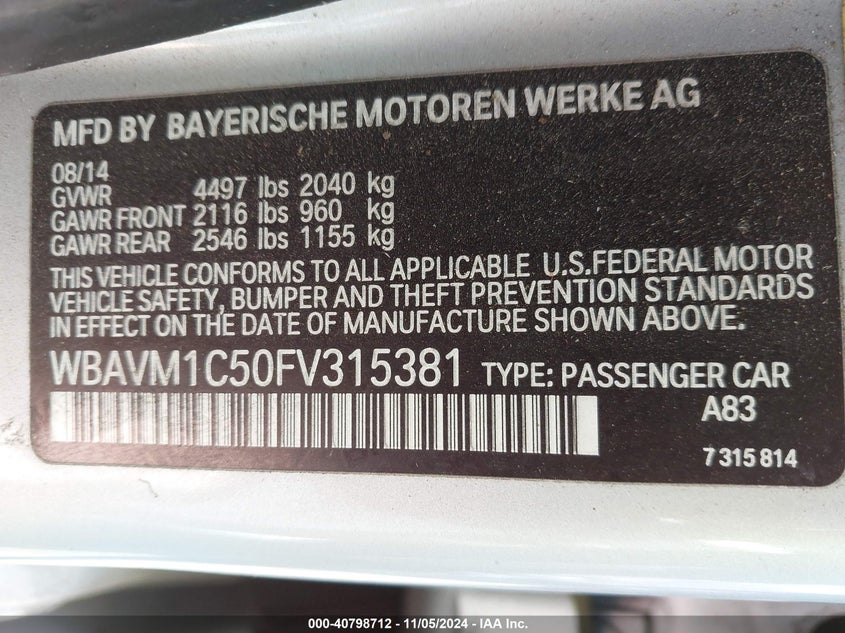 MFD BY BAYERISCHE MOTOREN WERKE AG
08/14
GVWR 4497 lbs 2040 kg
GAWR FRONT 2116 lbs 960 kg
GAWR REAR 2546 lbs 1155 kg
THIS VEHICLE CONFORMS TO ALL APPLICABLE U.S.FEDERAL MOTOR
VEHICLE SAFETY, BUMPER AND THEFT PREVENTION STANDARDS
IN EFFECT ON THE DATE OF MANUFACTURE SHOWN ABOVE.
WBAVM1C50FV315381 TYPE: PASSENGER CAR
A83
7 315 814
000-40798712 - 11/05/2024 - IAA Inc.